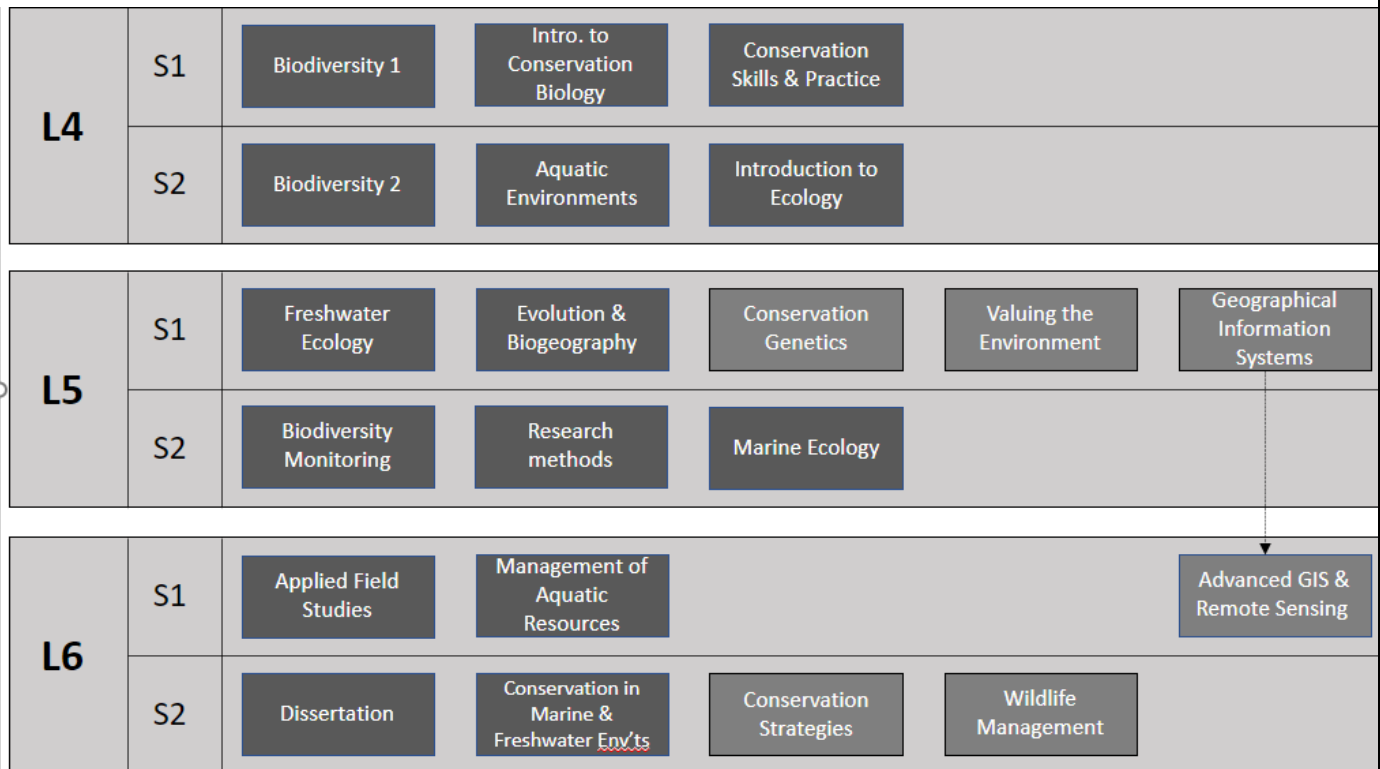 L4
S1
Biodiversity 1
Intro. to
Conservation
Biology
Conservation
Skills & Practice
S2
Biodiversity 2
Aquatic
Environments
Introduction to
Ecology
L5
S1
Freshwater
Ecology
Evolution &
Biogeography
Conservation
Genetics
Valuing the
Environment
Geographical
Information
Systems
S2
Biodiversity
Monitoring
Research
methods
Marine Ecology
L6
S1
Applied Field
Studies
Management of
Aquatic
Resources
Advanced GIS &
Remote Sensing
S2
Dissertation
Conservation in
Marine &
Freshwater Env’ts
Conservation
Strategies
Wildlife
Management